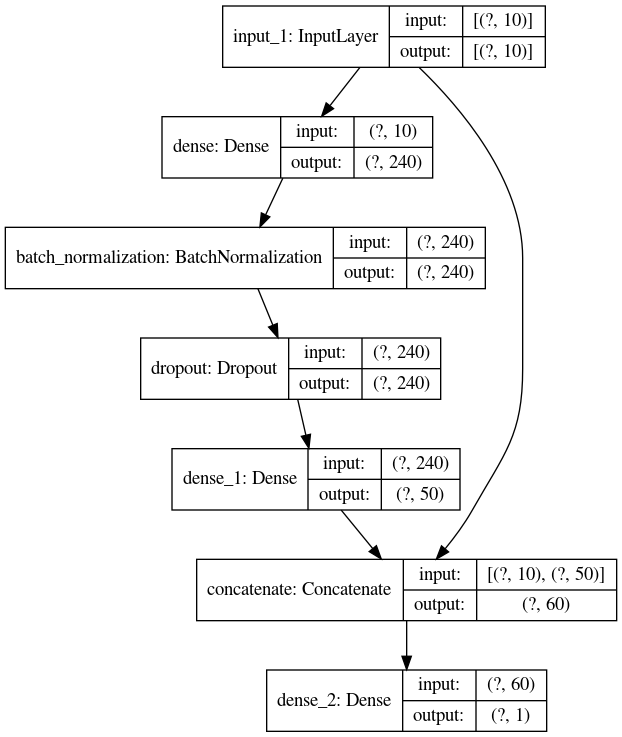 input_1: InputLayer
input:
[(?, 10)]
output:
[(?, 10)]
dense: Dense
input:
(?, 10)
output:
(?, 240)
batch_normalization: BatchNormalization
input:
(?, 240)
output:
(?, 240)
dropout: Dropout
input:
(?, 240)
output:
(?, 240)
dense_1: Dense
input:
(?, 240)
output:
(?, 50)
concatenate: Concatenate
input:
[(?, 10), (?, 50)]
output:
(?, 60)
dense_2: Dense
input:
(?, 60)
output:
(?, 1)